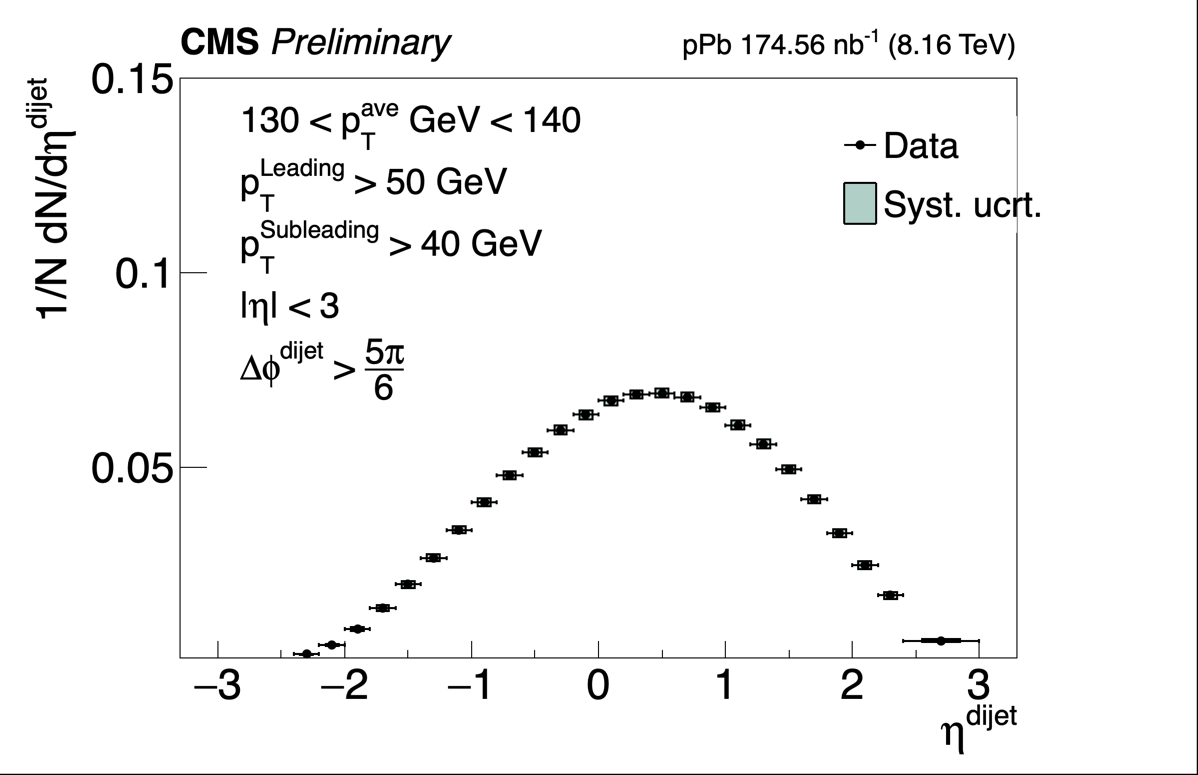 CMS Preliminary
pPb 174.56 nb⁻¹ (8.16 TeV)
1/N dN/dη^dijet
0.15
0.1
0.05
130 < p_T^ave GeV < 140
p_T^Leading > 50 GeV
p_T^Subleading > 40 GeV
|η| < 3
Δϕ^dijet > 5π/6
Data
Syst. ucrt.
−3 −2 −1 0 1 2 3
η^dijet